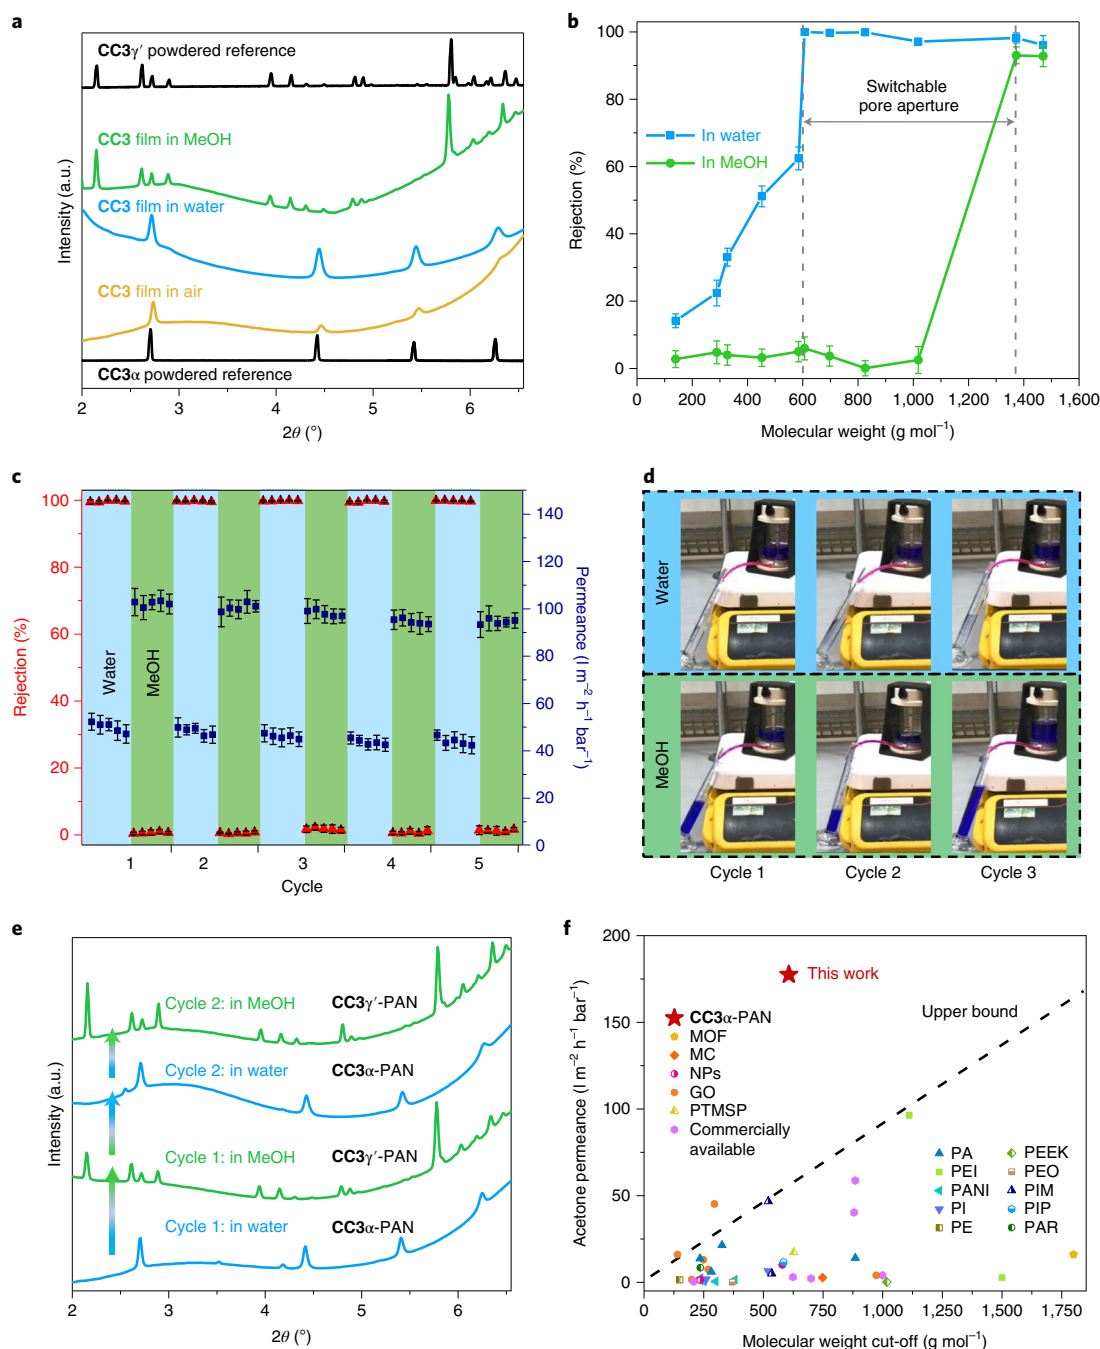 a
CC3γ′ powdered reference
CC3 film in MeOH
CC3 film in water
CC3 film in air
CC3α powdered reference
Intensity (a.u.)
2 3 4 5 6
2θ (°)
b
100
80
60
40
20
0
Rejection (%)
Switchable
pore aperture
In water
In MeOH
0 200 400 600 800 1,000 1,200 1,400 1,600
Molecular weight (g mol⁻¹)
c
100
80
60
40
20
0
Rejection (%)
Water
MeOH
140
120
100
80
60
40
20
0
Permeance (l m⁻² h⁻¹ bar⁻¹)
1 2 3 4 5
Cycle
d
Water
MeOH
Cycle 1 Cycle 2 Cycle 3
e
Cycle 2: in MeOH CC3γ′-PAN
Cycle 2: in water CC3α-PAN
Cycle 1: in MeOH CC3γ′-PAN
Cycle 1: in water CC3α-PAN
Intensity (a.u.)
2 3 4 5 6
2θ (°)
f
200
150
100
50
0
Acetone permeance (l m⁻² h⁻¹ bar⁻¹)
This work
Upper bound
CC3α-PAN
MOF
MC
NPs
GO
PTMSP
Commercially
available
PA PEEK
PEI PEO
PANI PIM
PI PIP
PE PAR
0 250 500 750 1,000 1,250 1,500 1,750
Molecular weight cut-off (g mol⁻¹)